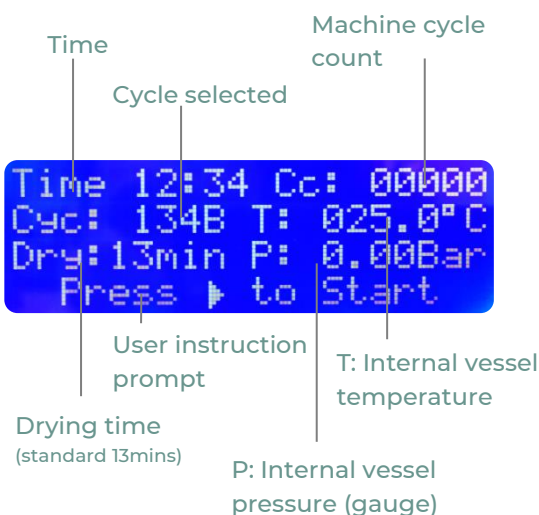 Machine cycle
count
Time
Cycle selected
Time 12:34 Cc: 00000
Cyc: 134B T: 025.0°C
Dry:13min P: 0.00Bar
Press ▶ to Start
User instruction
prompt
T: Internal vessel
temperature
Drying time
(standard 13mins)
P: Internal vessel
pressure (gauge)